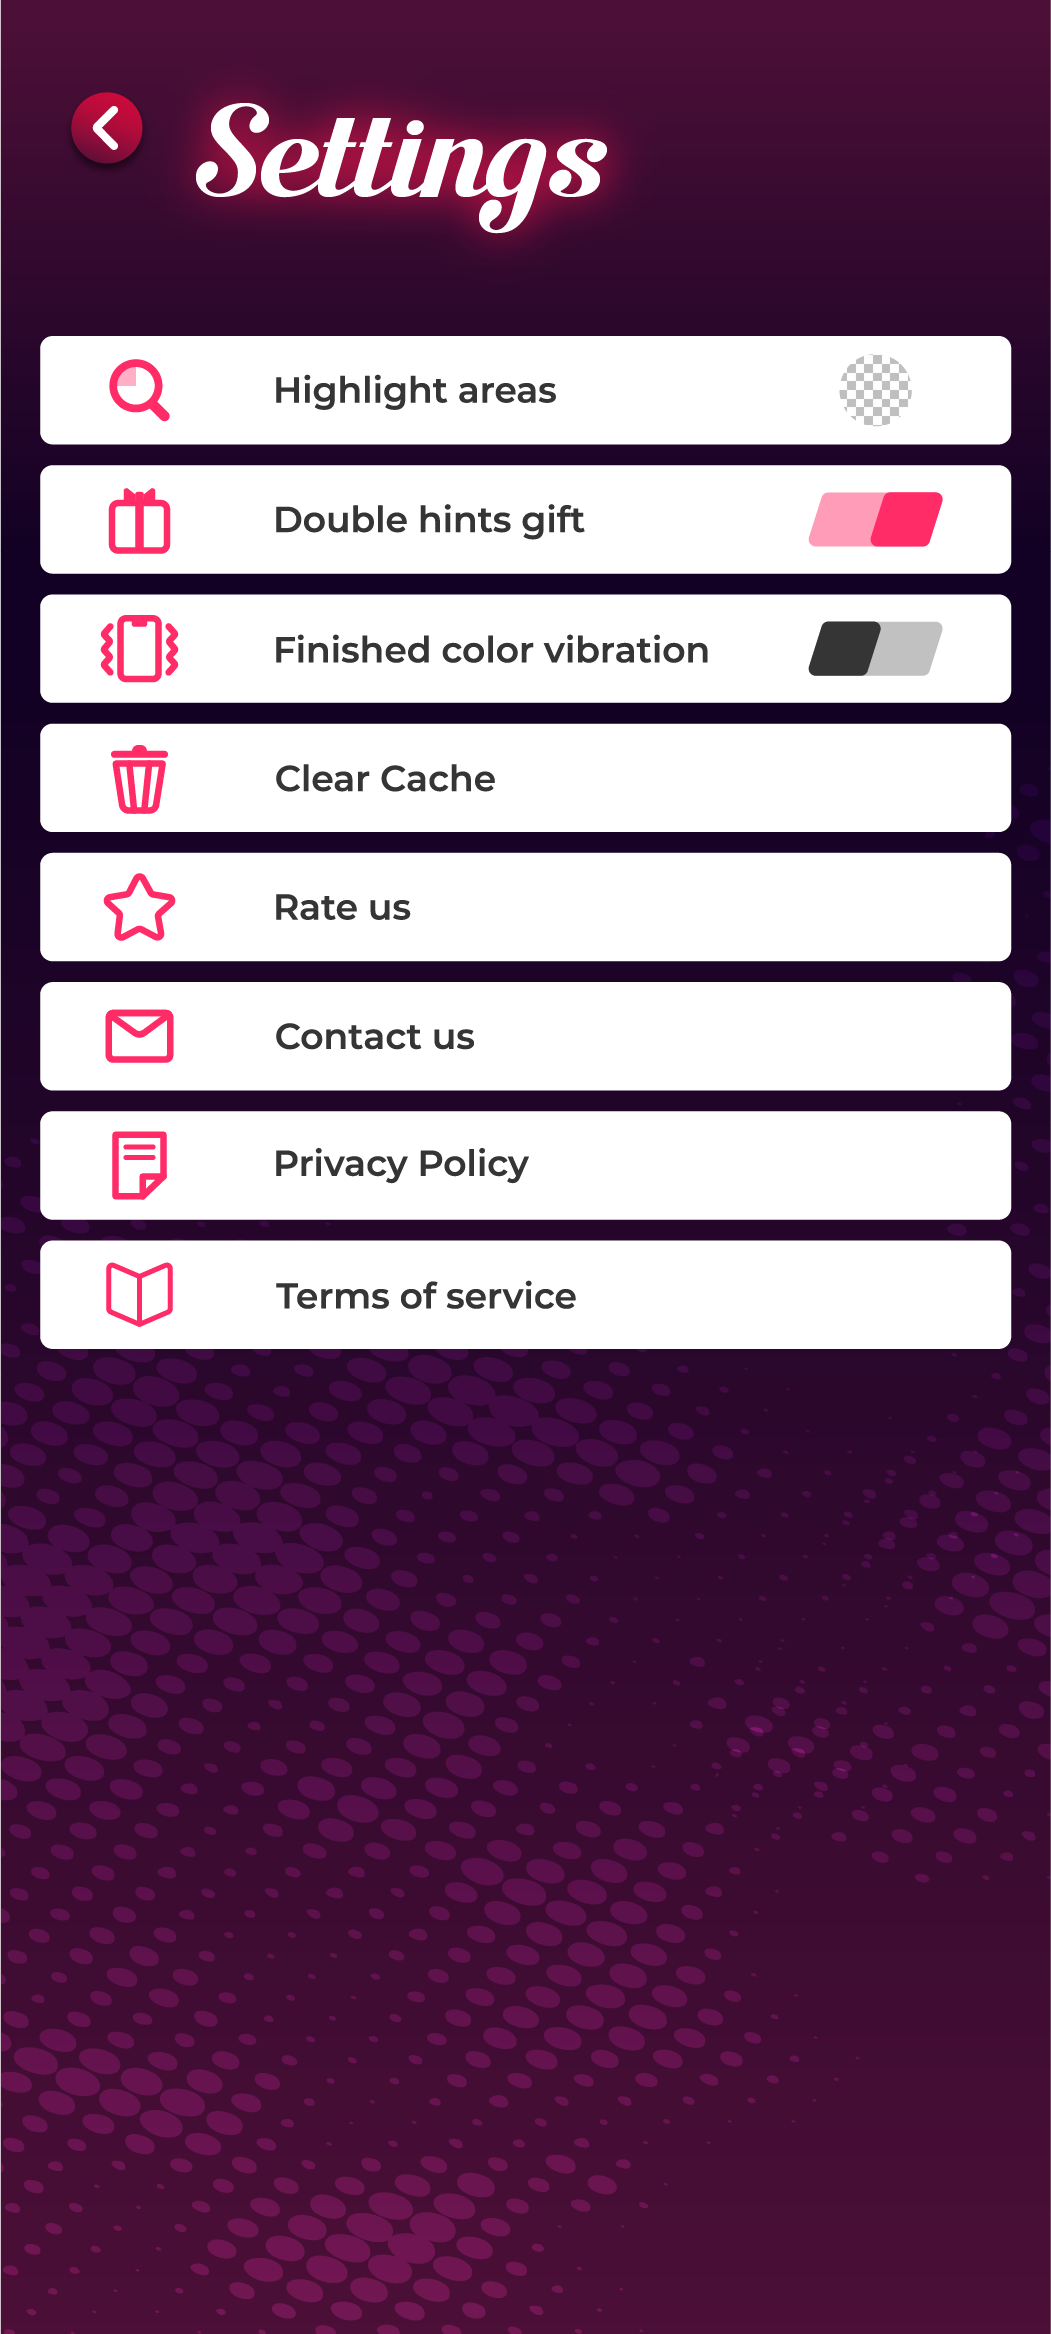 Settings
Highlight areas
Double hints gift
Finished color vibration
Clear Cache
Rate us
Contact us
Privacy Policy
Terms of service